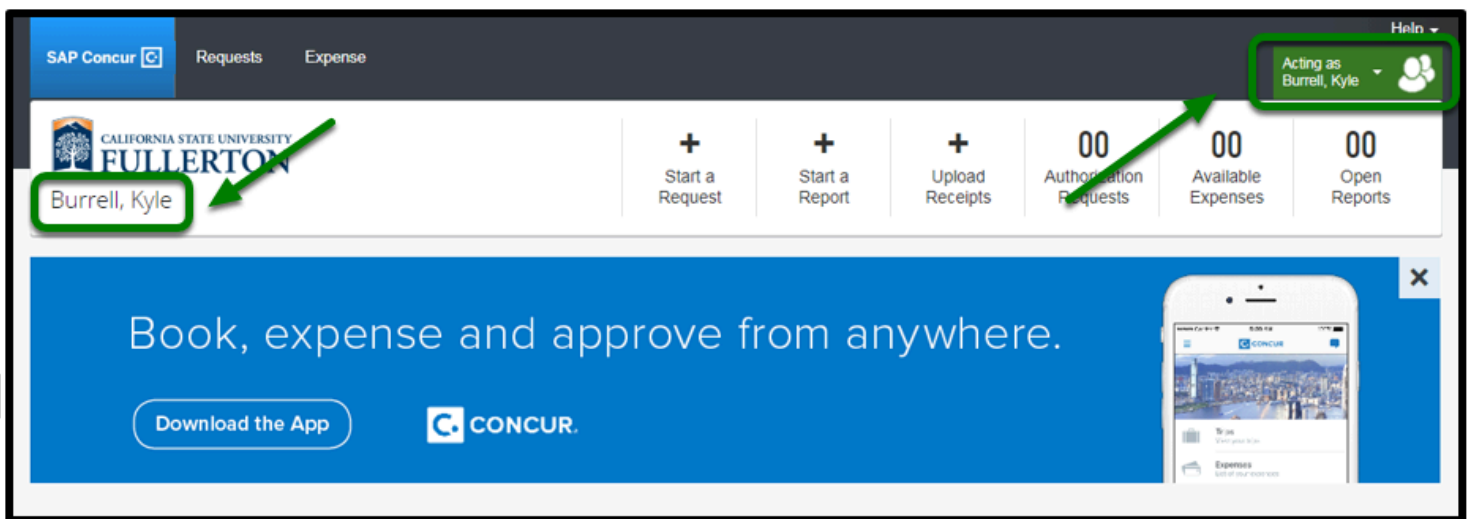 Help
SAP Concur C
Requests
Expense
Acting as
Burrell, Kyle
CALIFORNIA STATE UNIVERSITY
FULLERTON
Burrell, Kyle
+
Start a
Request
+
Start a
Report
+
Upload
Receipts
00
Authorization
Requests
00
Available
Expenses
00
Open
Reports
Book, expense and approve from anywhere.
Download the App
C. CONCUR.
C CONCUR
Trips
Expenses